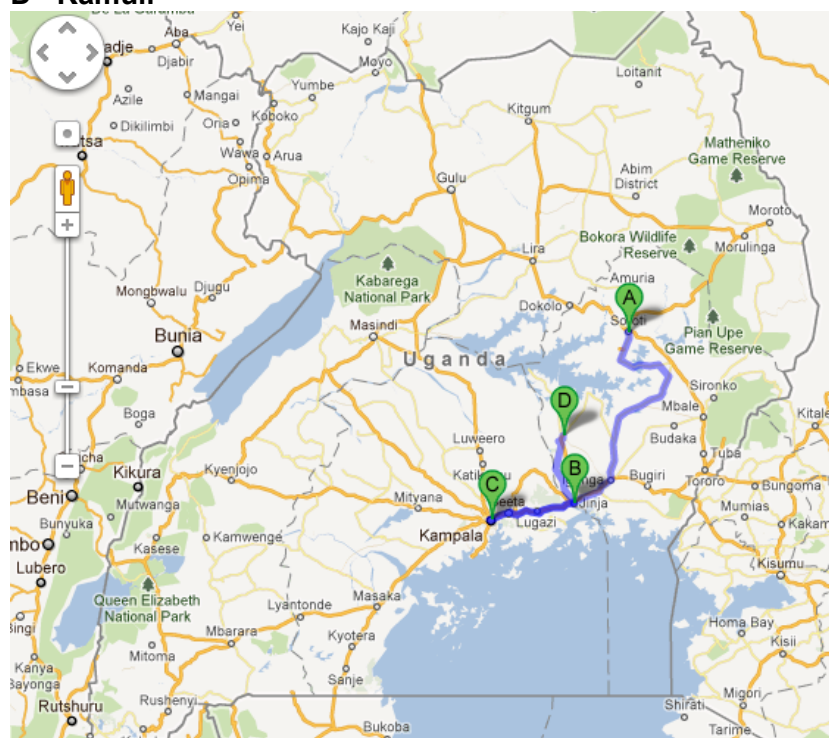 Kajo Kaji
Yei
Aba
Djabir
Moyo
Loitanit
Azile
Mangai
Yumbe
Koboko
Kitgum
Dikilimbi
Oria
Matheniko
Game Reserve
Wawa
Arua
Opima
Gulu
Abim
District
Moroto
Bokora Wildlife
Reserve
Morulinga
Lira
Kabarega
National Park
Amuria
Mongbwalu
Djugu
Dokolo
A
Soroti
Masindi
Pian Upe
Game Reserve
Bunia
Uganda
Ekwe
Komanda
Sironko
D
Mbale
Boga
Budaka
Kitale
Luweero
Tuba
B
Kikura
Kyenjojo
C
Bugiri
Tororo
Bungoma
Beni
Mutwanga
Mityana
Jinja
Mumias
Bunyuka
Lugazi
Kampala
Kasese
Kamwenge
Lubero
Kisumu
Queen Elizabeth
National Park
Lyantonde
Masaka
Homa Bay
Mbarara
Kyotera
Kisii
Mitoma
Kanya
Sanje
Rutshuru
Rushenyi
Migori
Shirati
Bukoba
Tarime